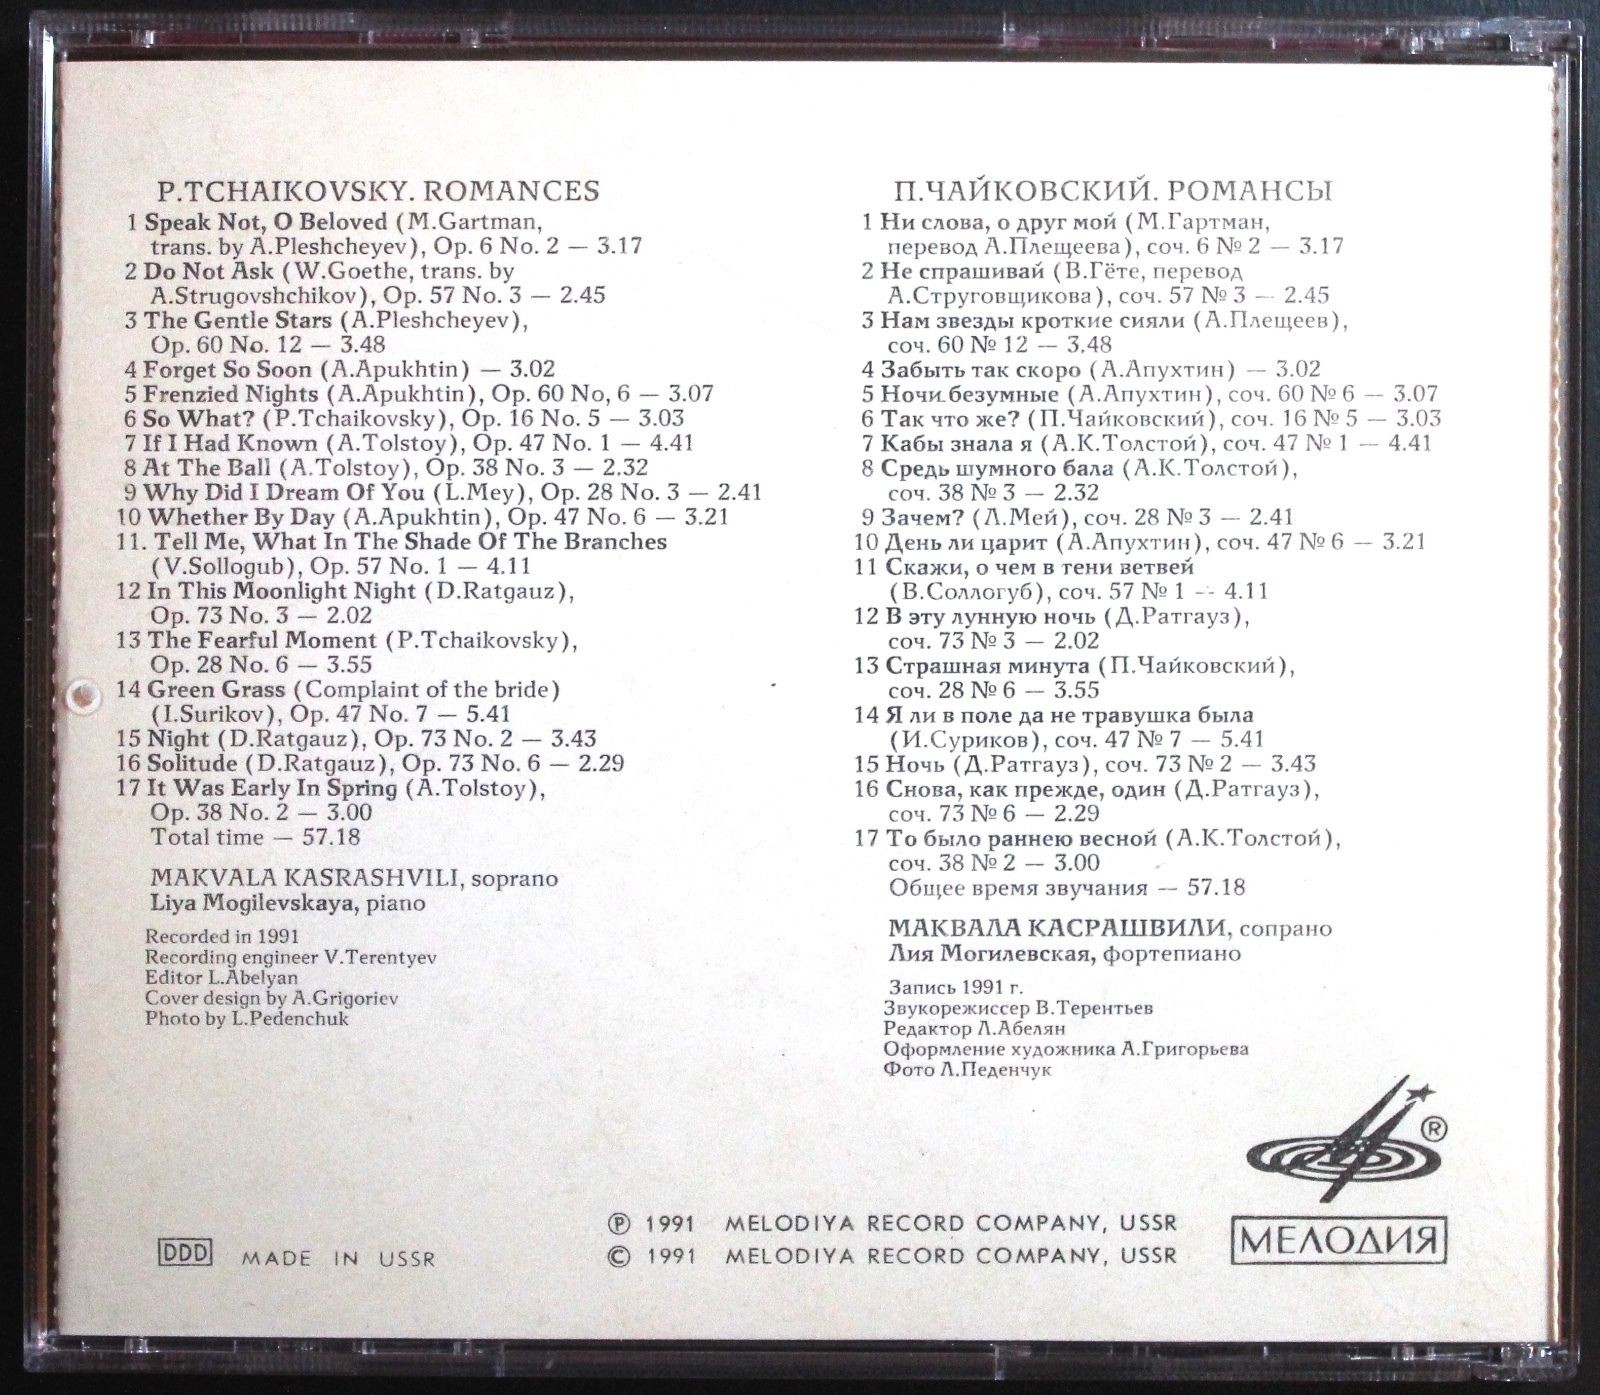 P.TCHAIKOVSKY. ROMANCES
1 Speak Not, O Beloved (M.Gartman,
trans. by A.Pleshcheyev), Op. 6 No. 2 — 3.17
2 Do Not Ask (W.Goethe, trans. by
A.Strugovshchikov), Op. 57 No. 3 — 2.45
3 The Gentle Stars (A.Pleshcheyev),
Op. 60 No. 12 — 3.48
4 Forget So Soon (A.Apukhtin) — 3.02
5 Frenzied Nights (A.Apukhtin), Op. 60 No, 6 — 3.07
6 So What? (P.Tchaikovsky), Op. 16 No. 5 — 3.03
7 If I Had Known (A.Tolstoy), Op. 47 No. 1 — 4.41
8 At The Ball (A.Tolstoy), Op. 38 No. 3 — 2.32
9 Why Did I Dream Of You (L.Mey), Op. 28 No. 3 — 2.41
10 Whether By Day (A.Apukhtin), Op. 47 No. 6 — 3.21
11. Tell Me, What In The Shade Of The Branches
(V.Sollogub), Op. 57 No. 1 — 4.11
12 In This Moonlight Night (D.Ratgauz),
Op. 73 No. 3 — 2.02
13 The Fearful Moment (P.Tchaikovsky),
Op. 28 No. 6 — 3.55
14 Green Grass (Complaint of the bride)
(I.Surikov), Op. 47 No. 7 — 5.41
15 Night (D.Ratgauz), Op. 73 No. 2 — 3.43
16 Solitude (D.Ratgauz), Op. 73 No. 6 — 2.29
17 It Was Early In Spring (A.Tolstoy),
Op. 38 No. 2 — 3.00
Total time — 57.18
MAKVALA KASRASHVILI, soprano
Liya Mogilevskaya, piano
Recorded in 1991
Recording engineer V.Terentyev
Editor L.Abelyan
Cover design by A.Grigoriev
Photo by L.Pedenchuk
П.ЧАЙКОВСКИЙ. РОМАНСЫ
1 Ни слова, о друг мой (М.Гартман,
перевод А.Плещеева), соч. 6 № 2 — 3.17
2 Не спрашивай (В.Гёте, перевод
А.Струговщикова), соч. 57 № 3 — 2.45
3 Нам звезды кроткие сияли (А.Плещеев),
соч. 60 № 12 — 3,48
4 Забыть так скоро (А.Апухтин) — 3.02
5 Ночи безумные (А.Апухтин), соч. 60 № 6 — 3.07
6 Так что же? (П.Чайковский), соч. 16 № 5 — 3.03
7 Кабы знала я (А.К.Толстой), соч. 47 № 1 — 4.41
8 Средь шумного бала (А.К.Толстой),
соч. 38 № 3 — 2.32
9 Зачем? (Л.Мей), соч. 28 № 3 — 2.41
10 День ли царит (А.Апухтин), соч. 47 № 6 — 3.21
11 Скажи, о чем в тени ветвей
(В.Соллогуб), соч. 57 № 1 -- 4.11
12 В эту лунную ночь (Д.Ратгауз),
соч. 73 № 3 — 2.02
13 Страшная минута (П.Чайковский),
соч. 28 № 6 — 3.55
14 Я ли в поле да не травушка была
(И.Суриков), соч. 47 № 7 — 5.41
15 Ночь (Д.Ратгауз), соч. 73 № 2 — 3.43
16 Снова, как прежде, один (Д.Ратгауз),
соч. 73 № 6 — 2.29
17 То было раннею весной (А.К.Толстой),
соч. 38 № 2 — 3.00
Общее время звучания — 57.18
МАКВАЛА КАСРАШВИЛИ, сопрано
Лия Могилевская, фортепиано
Запись 1991 г.
Звукорежиссер В.Терентьев
Редактор Л.Абелян
Оформление художника А.Григорьева
Фото Л.Педенчук
®
МЕЛОДИЯ
℗ 1991 MELODIYA RECORD COMPANY, USSR
© 1991 MELODIYA RECORD COMPANY, USSR
DDD MADE IN USSR